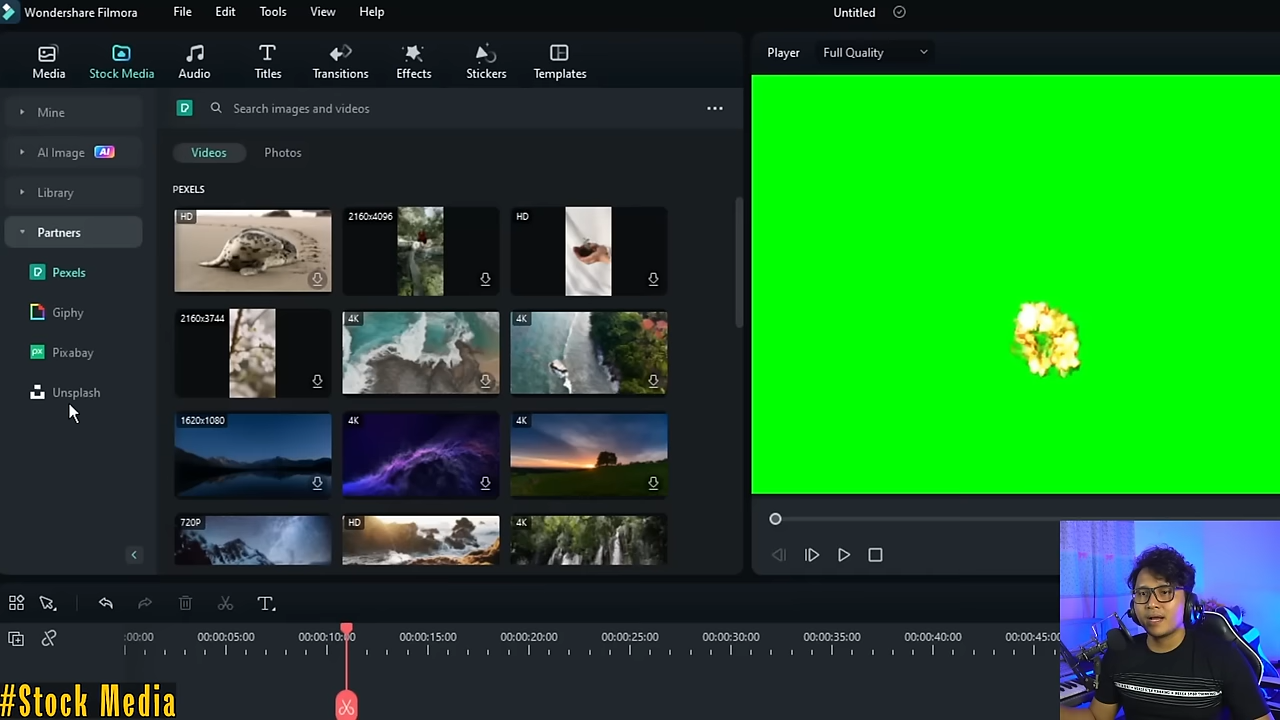 Wondershare Filmora File Edit Tools View Help Untitled
Media Stock Media Audio Titles Transitions Effects Stickers Templates
Player Full Quality
Mine
AI Image AI
Library
Partners
Pexels
Giphy
Pixabay
Unsplash
Search images and videos
Videos Photos
PEXELS
HD 2160x4096 HD
2160x3744 4K 4K
1620x1080 4K 4K
720P HD 4K
:00:00 00:00:05:00 00:00:10:00 00:00:15:00 00:00:20:00 00:00:25:00 00:00:30:00 00:00:35:00 00:00:40:00 00:00:45:00
#Stock Media